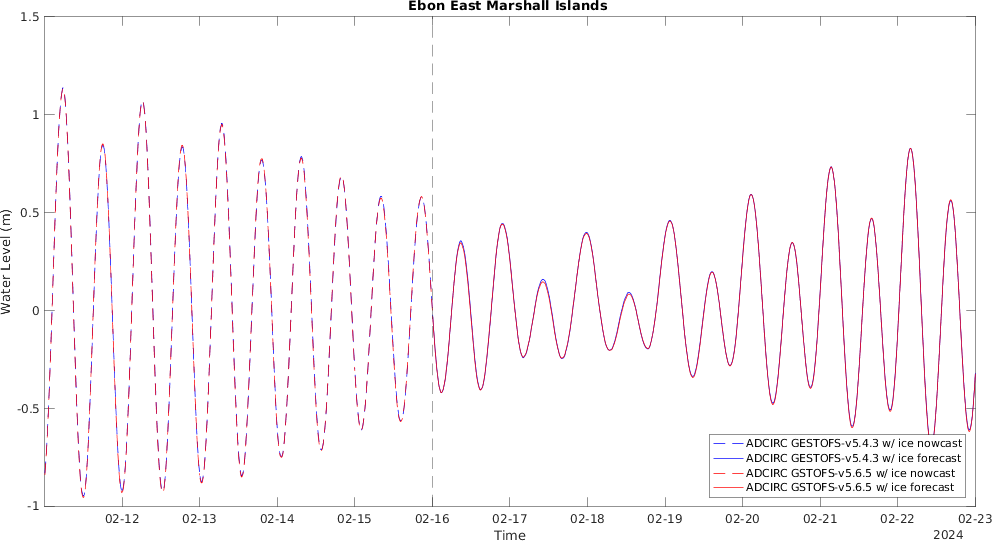 Ebon East Marshall Islands
1.5
1
0.5
0
-0.5
-1
Water Level (m)
ADCIRC GESTOFS-v5.4.3 w/ ice nowcast
ADCIRC GESTOFS-v5.4.3 w/ ice forecast
ADCIRC GSTOFS-v5.6.5 w/ ice nowcast
ADCIRC GSTOFS-v5.6.5 w/ ice forecast
02-12 02-13 02-14 02-15 02-16 02-17 02-18 02-19 02-20 02-21 02-22 02-23
Time
2024